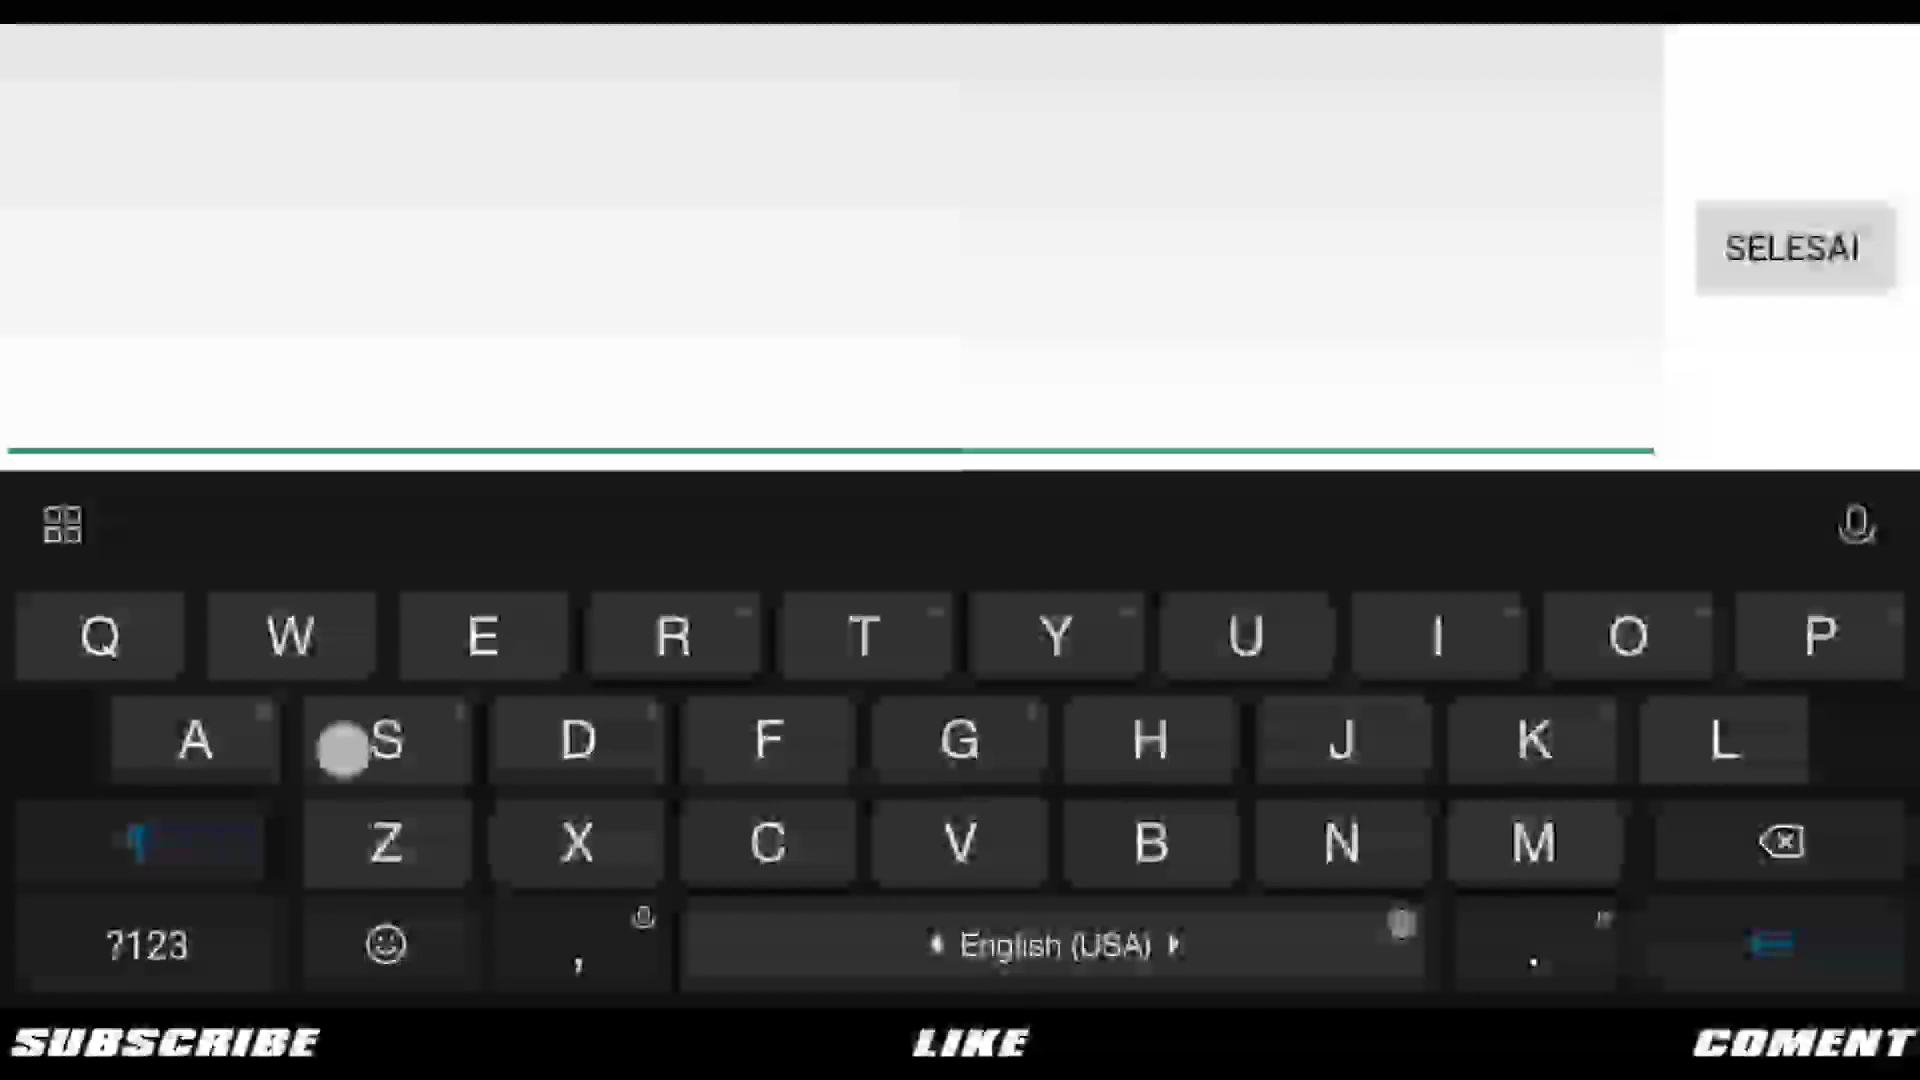 SELESAI
Q W E R T Y U I O P
A S D F G H J K L
Z X C V B N M
?123 , English (USA) .
SUBSCRIBE LIKE COMENT